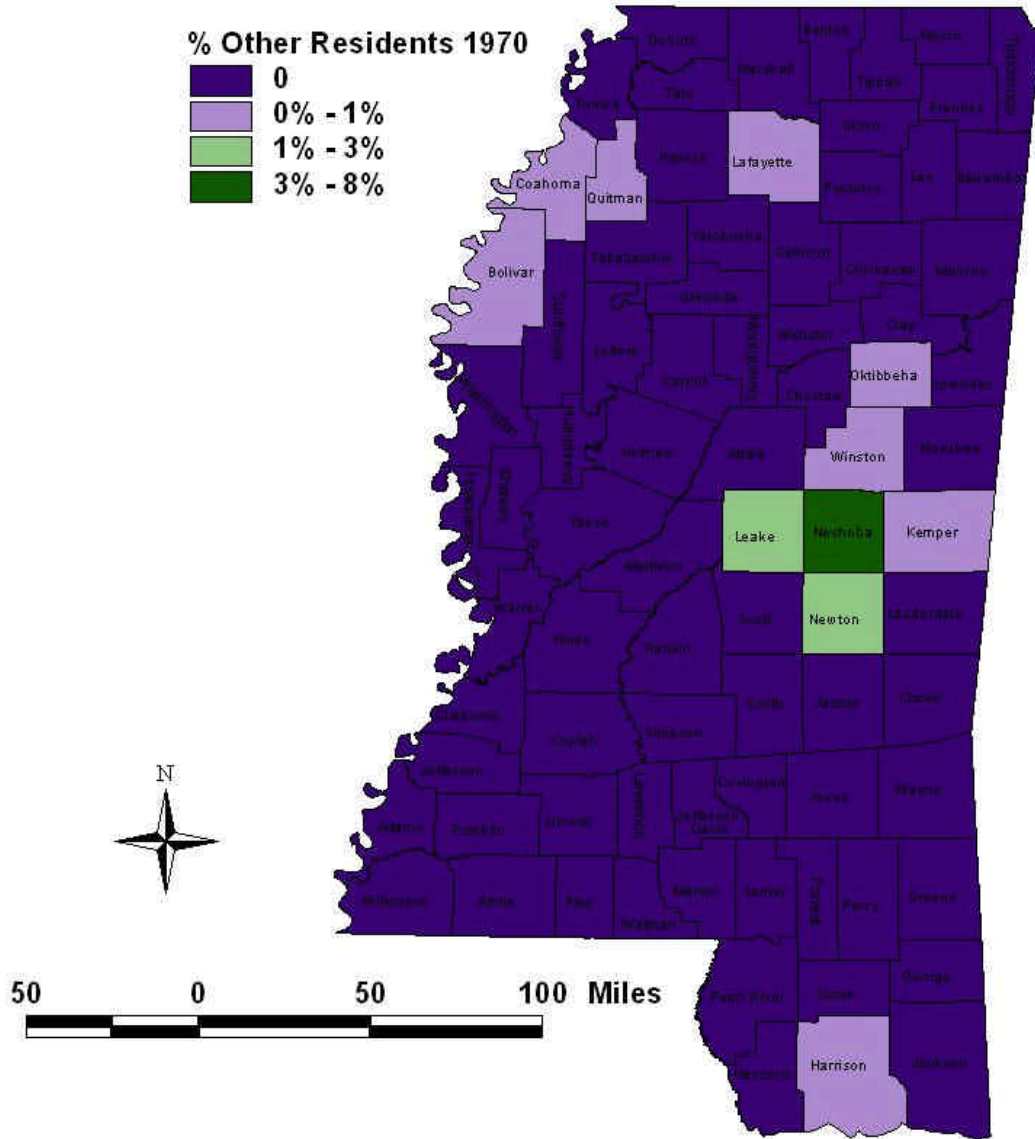 % Other Residents 1970
0
0% - 1%
1% - 3%
3% - 8%
DeSoto
Benton
Marshall
Tippah
Tate
Tunica
Prentiss
Union
Panola
Lafayette
Coahoma
Quitman
Pontotoc
Lee
Itawamba
Yalobusha
Calhoun
Tallahatchie
Chickasaw
Monroe
Bolivar
Grenada
Sunflower
Webster
Clay
Leflore
Carroll
Montgomery
Oktibbeha
Choctaw
Lowndes
Washington
Humphreys
Holmes
Attala
Winston
Noxubee
Sharkey
Yazoo
Leake
Neshoba
Kemper
Madison
Warren
Scott
Newton
Lauderdale
Hinds
Rankin
Smith
Jasper
Clarke
Claiborne
Copiah
Simpson
Jefferson
Lawrence
Covington
Jones
Wayne
Adams
Franklin
Lincoln
Jefferson
Davis
N
Wilkinson
Amite
Pike
Walthall
Marion
Lamar
Forrest
Perry
Greene
George
Pearl River
Stone
50 0 50 100 Miles
Hancock
Harrison
Jackson